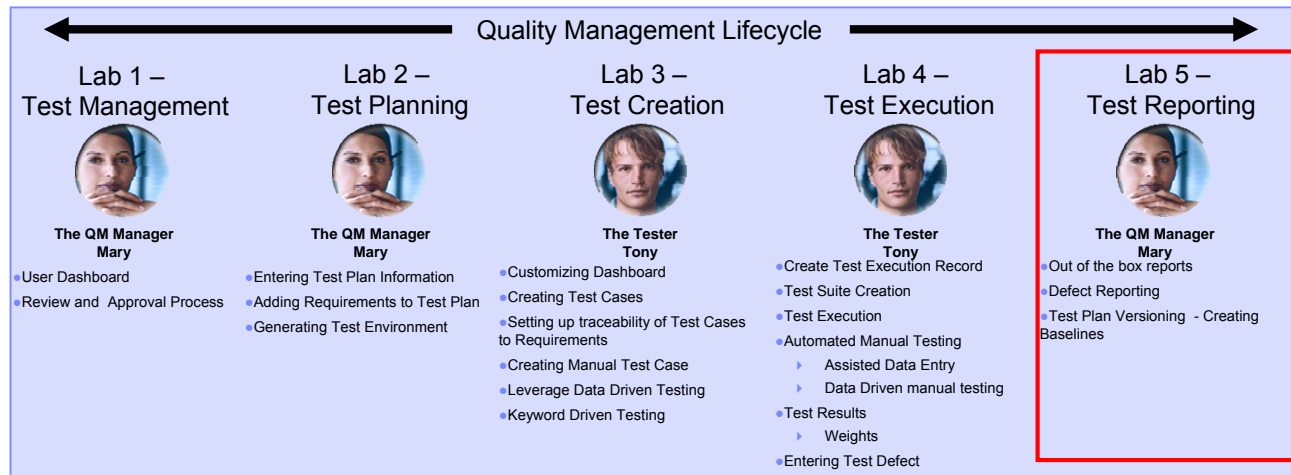 Quality Management Lifecycle
Lab 1 –
Test Management
The QM Manager
Mary
●User Dashboard
●Review and Approval Process
Lab 2 –
Test Planning
The QM Manager
Mary
●Entering Test Plan Information
●Adding Requirements to Test Plan
●Generating Test Environment
Lab 3 –
Test Creation
The Tester
Tony
●Customizing Dashboard
●Creating Test Cases
●Setting up traceability of Test Cases
to Requirements
●Creating Manual Test Case
●Leverage Data Driven Testing
●Keyword Driven Testing
Lab 4 –
Test Execution
The Tester
Tony
●Create Test Execution Record
●Test Suite Creation
●Test Execution
●Automated Manual Testing
Assisted Data Entry
Data Driven manual testing
●Test Results
Weights
●Entering Test Defect
Lab 5 –
Test Reporting
The QM Manager
Mary
●Out of the box reports
●Defect Reporting
●Test Plan Versioning - Creating
Baselines